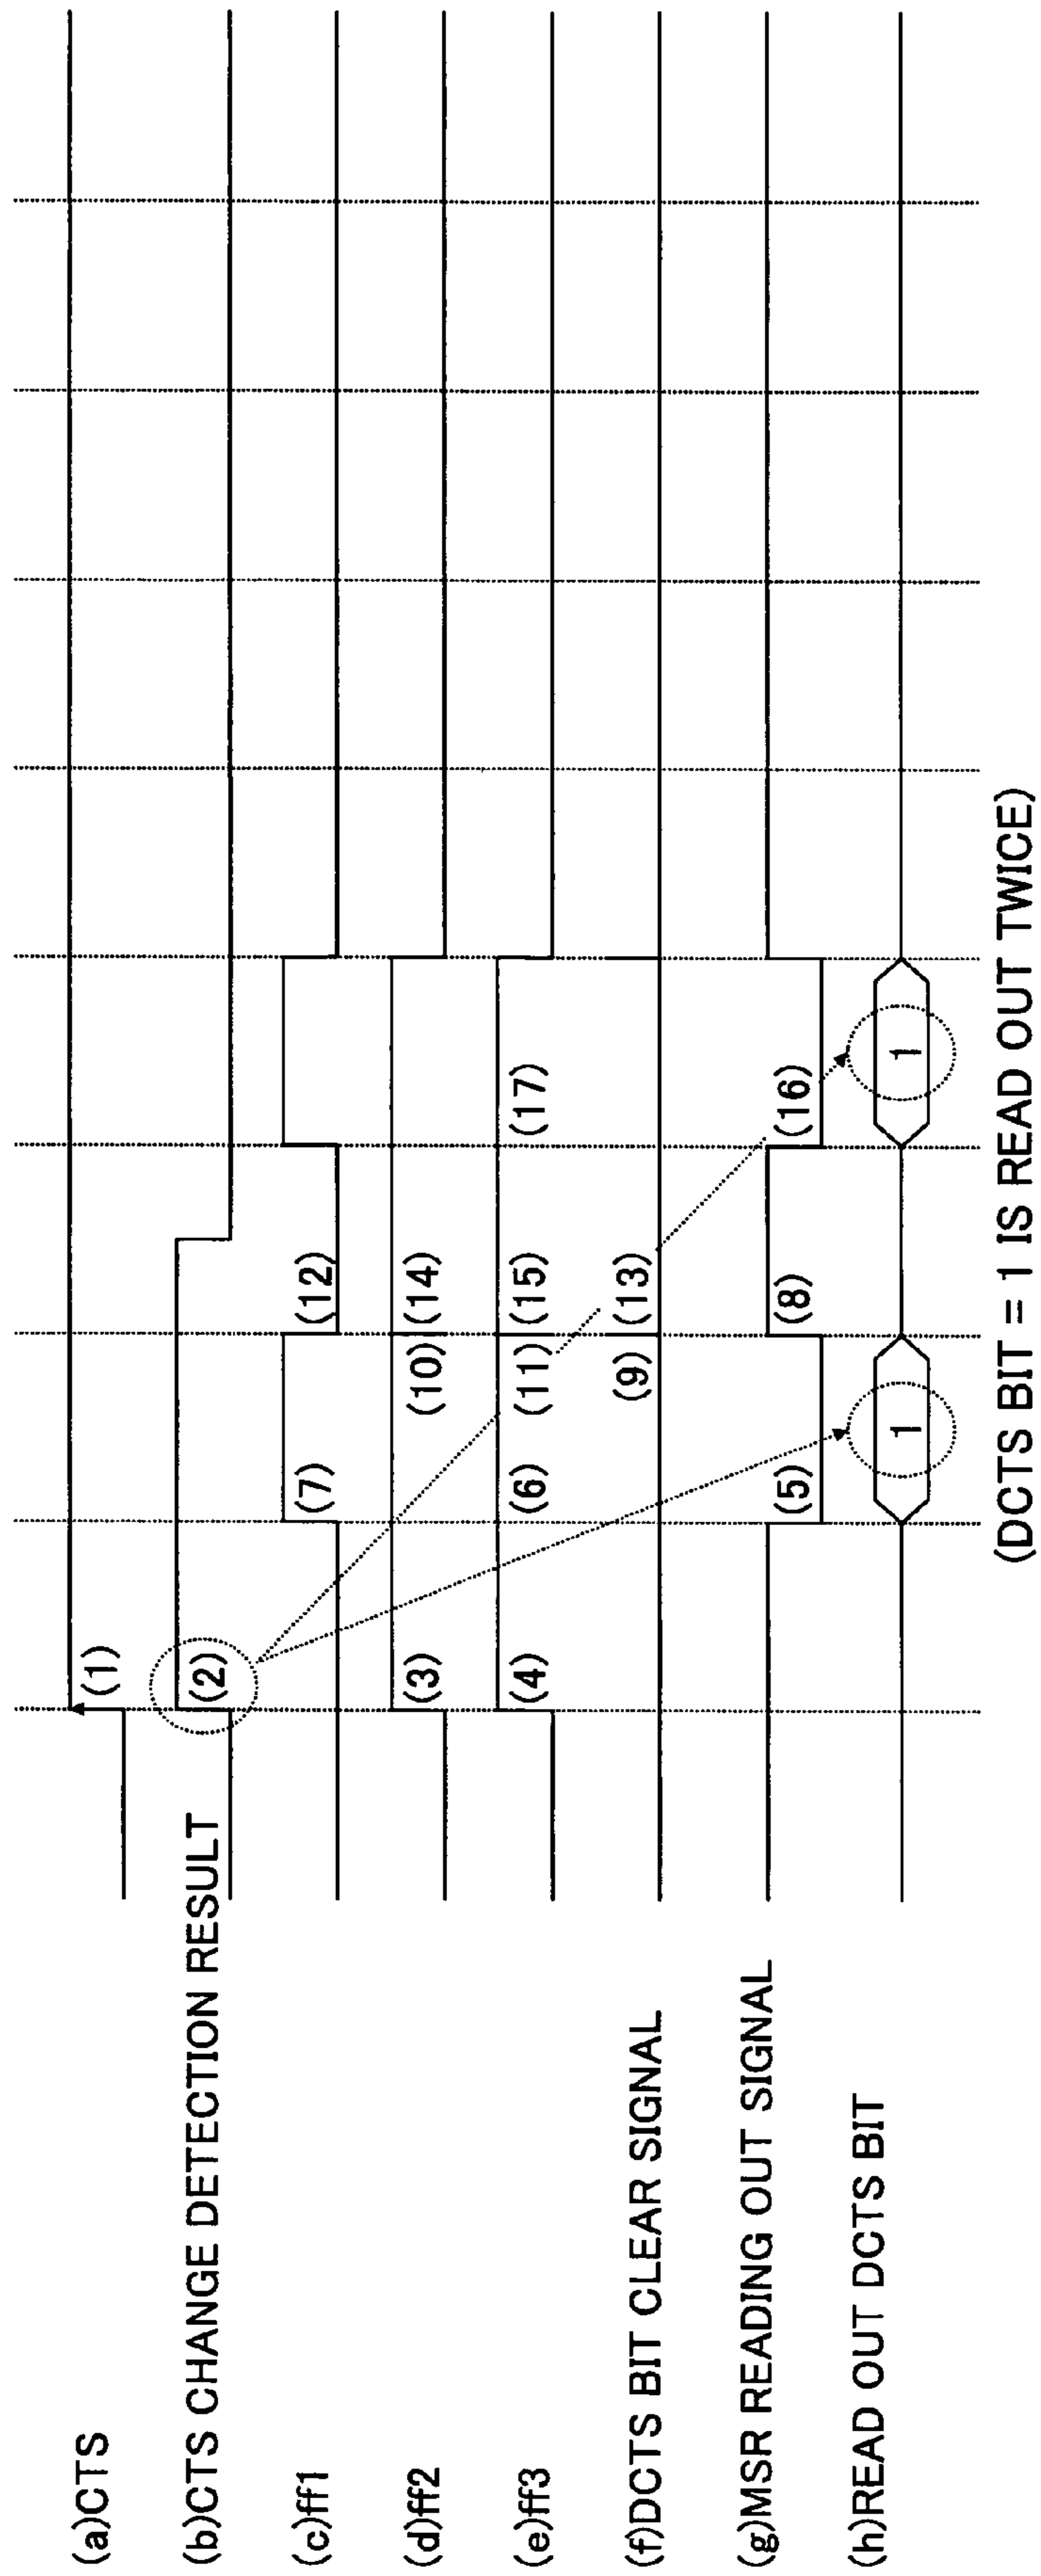 (a)CTS
(1)
(b)CTS CHANGE DETECTION RESULT
(2)
(c)ff1
(7)
(12)
(d)ff2
(3)
(10)
(14)
(e)ff3
(4)
(6)
(11)
(15)
(17)
(f)DCTS BIT CLEAR SIGNAL
(9)
(13)
(g)MSR READING OUT SIGNAL
(5)
(8)
(16)
(h)READ OUT DCTS BIT
1
1
(DCTS BIT = 1 IS READ OUT TWICE)